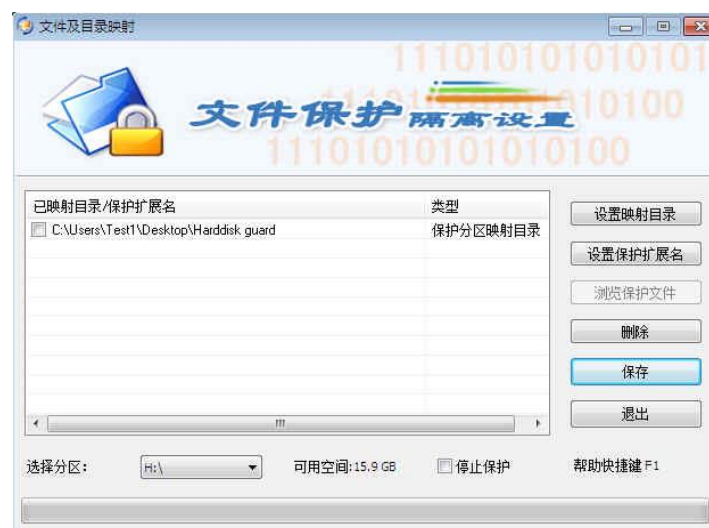 文件及目录映射
11101010101010101
文件保护 隔离设置
10100
11101010101010100
已映射目录/保护扩展名 类型
C:\Users\Test1\Desktop\Harddisk guard 保护分区映射目录
设置映射目录
设置保护扩展名
浏览保护文件
删除
保存
退出
选择分区： H:\ 可用空间:15.9 GB 停止保护 帮助快捷键 F1